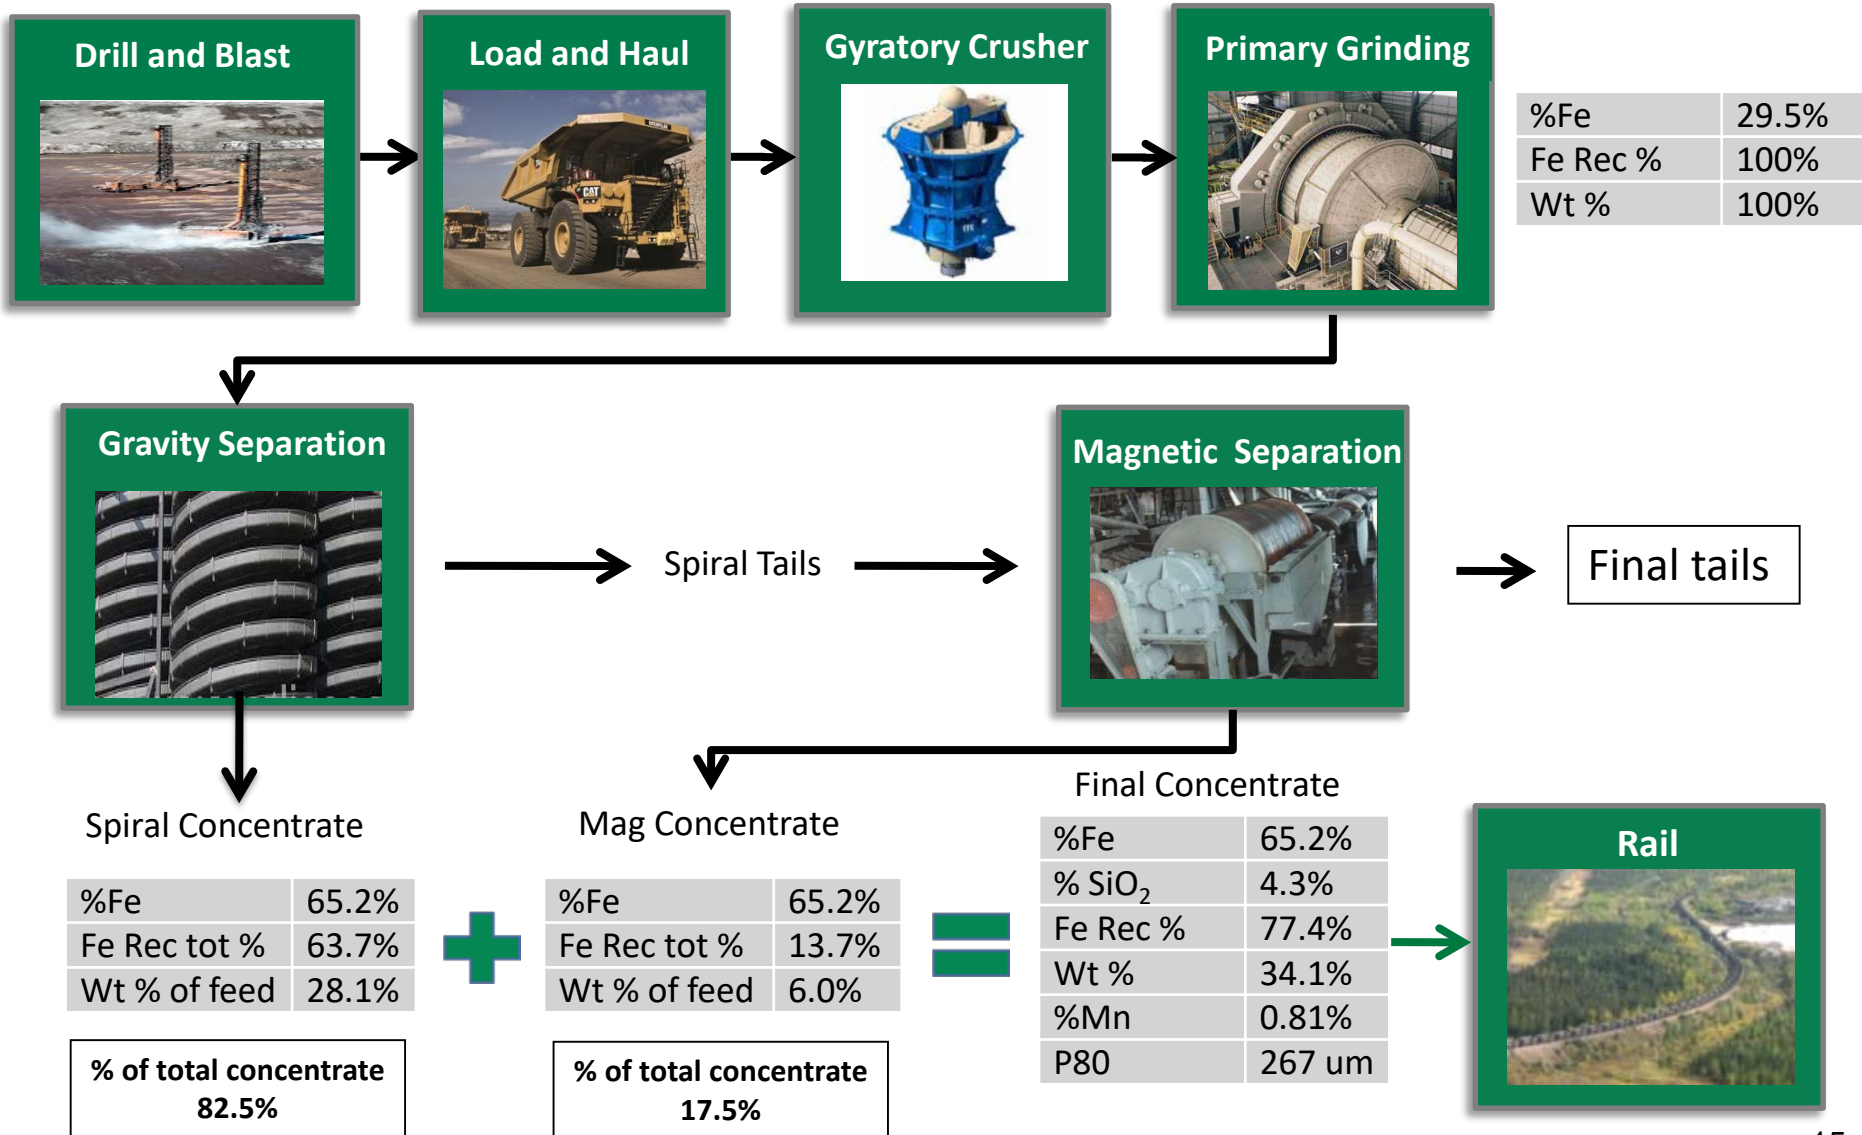 Drill and Blast
Load and Haul
Gyratory Crusher
Primary Grinding
CAT
%Fe 29.5%
Fe Rec % 100%
Wt % 100%
Gravity Separation
Spiral Tails
Magnetic Separation
Final tails
Spiral Concentrate
%Fe 65.2%
Fe Rec tot % 63.7%
Wt % of feed 28.1%
% of total concentrate
82.5%
Mag Concentrate
%Fe 65.2%
Fe Rec tot % 13.7%
Wt % of feed 6.0%
% of total concentrate
17.5%
Final Concentrate
%Fe 65.2%
% SiO₂ 4.3%
Fe Rec % 77.4%
Wt % 34.1%
%Mn 0.81%
P80 267 um
Rail